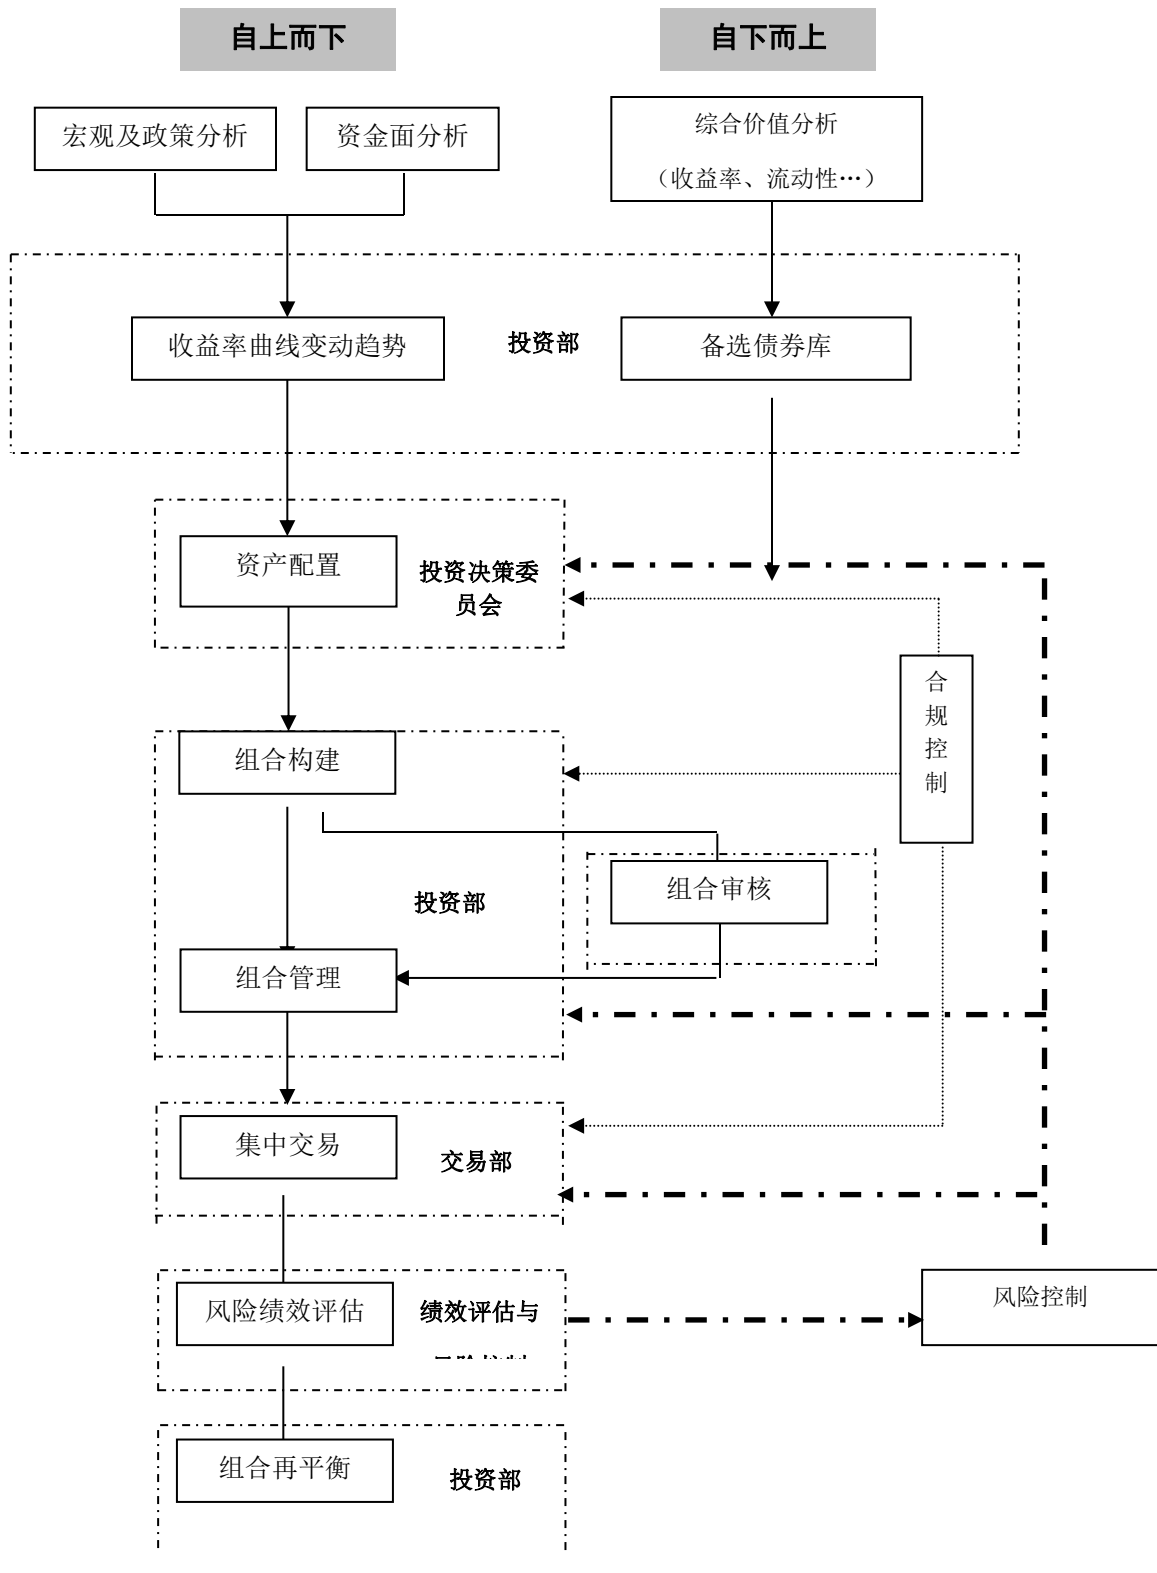 自上而下
自下而上
宏观及政策分析
资金面分析
综合价值分析
（收益率、流动性…）
收益率曲线变动趋势
投资部
备选债券库
资产配置
投资决策委
员会
合
规
控
制
组合构建
组合审核
投资部
组合管理
集中交易
交易部
风险绩效评估
绩效评估与
风险控制
组合再平衡
投资部